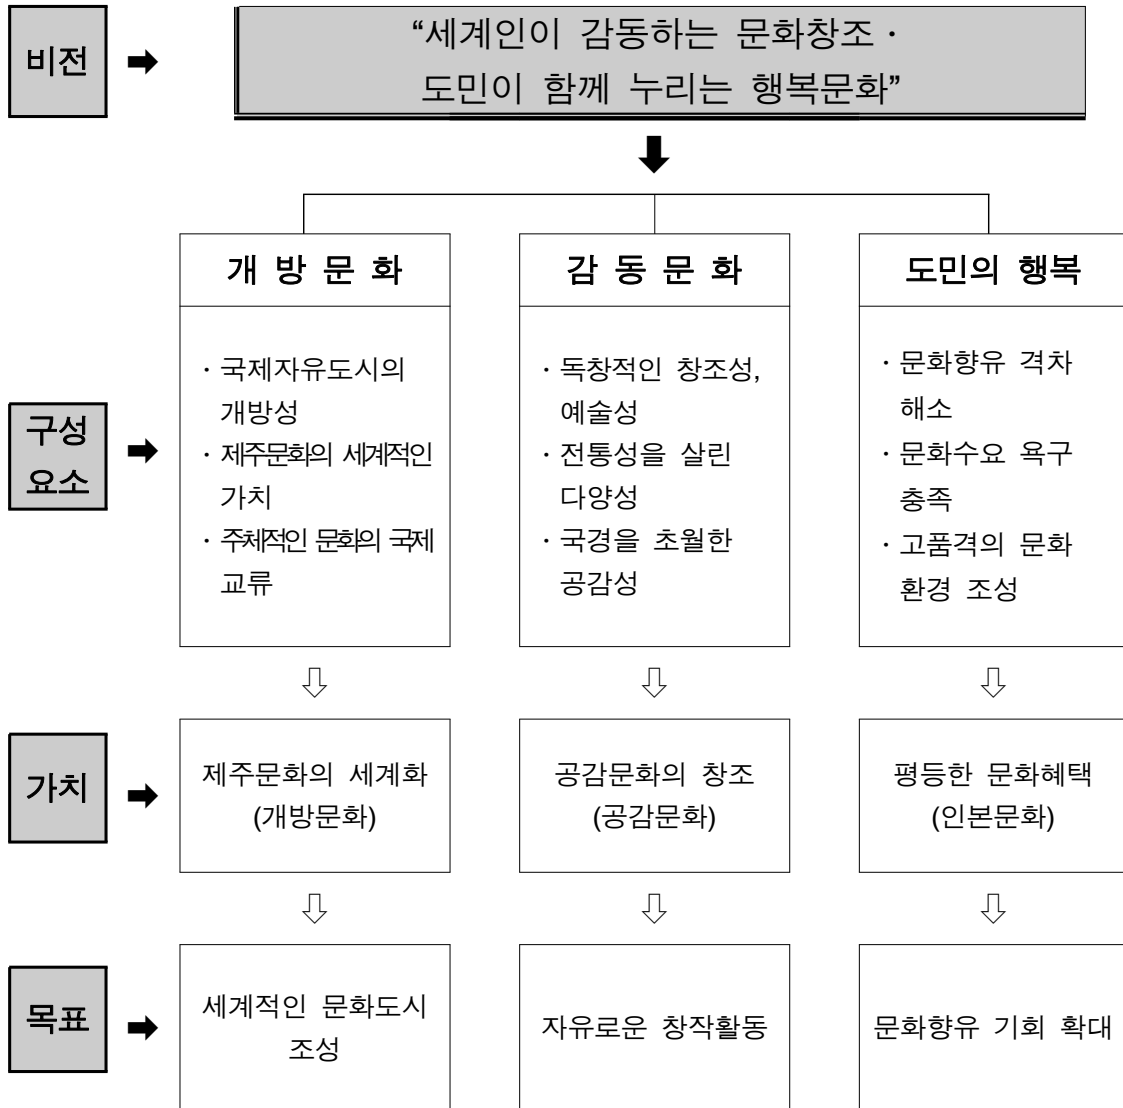 비전
“세계인이 감동하는 문화창조 ·
도민이 함께 누리는 행복문화”
구성
요소
개 방 문 화
· 국제자유도시의
개방성
· 제주문화의 세계적인
가치
· 주체적인 문화의 국제
교류
감 동 문 화
· 독창적인 창조성,
예술성
· 전통성을 살린
다양성
· 국경을 초월한
공감성
도민의 행복
· 문화향유 격차
해소
· 문화수요 욕구
충족
· 고품격의 문화
환경 조성
가치
제주문화의 세계화
(개방문화)
공감문화의 창조
(공감문화)
평등한 문화혜택
(인본문화)
목표
세계적인 문화도시
조성
자유로운 창작활동
문화향유 기회 확대